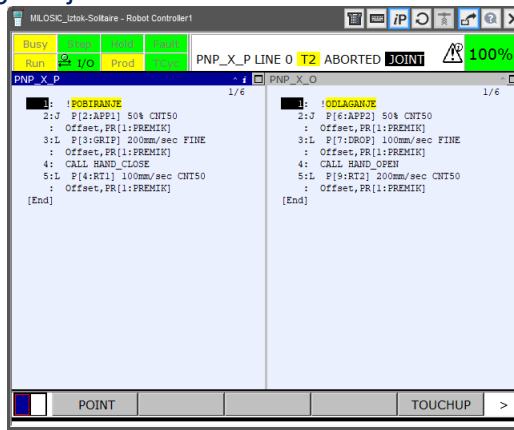 MILOSIC_Iztok-Solitaire - Robot Controller1
Busy Step Hold Fault
Run I/O Prod TCyc
PNP_X_P LINE 0 T2 ABORTED JOINT
100%
PNP_X_P
1/6
1: !POBIRANJE
2:J P[2:APP1] 50% CNT50
: Offset,PR[1:PREMIK]
3:L P[3:GRIP] 200mm/sec FINE
: Offset,PR[1:PREMIK]
4: CALL HAND_CLOSE
5:L P[4:RT1] 100mm/sec CNT50
: Offset,PR[1:PREMIK]
[End]
PNP_X_O
1/6
1: !ODLAGANJE
2:J P[6:APP2] 50% CNT50
: Offset,PR[1:PREMIK]
3:L P[7:DROP] 100mm/sec FINE
: Offset,PR[1:PREMIK]
4: CALL HAND_OPEN
5:L P[9:RT2] 200mm/sec CNT50
: Offset,PR[1:PREMIK]
[End]
POINT
TOUCHUP
>